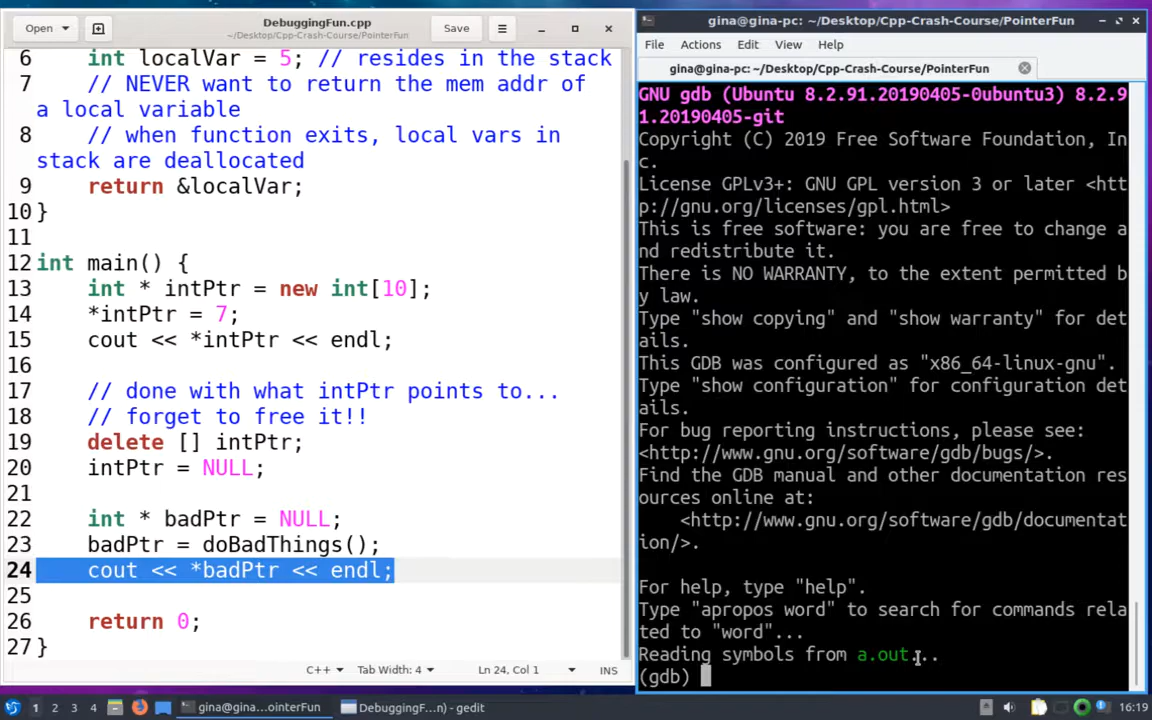 Open
DebuggingFun.cpp
~/Desktop/Cpp-Crash-Course/PointerFun
Save
6 int localVar = 5; // resides in the stack
7 // NEVER want to return the mem addr of
a local variable
8 // when function exits, local vars in
stack are deallocated
9 return &localVar;
10 }
11
12 int main() {
13 int * intPtr = new int[10];
14 *intPtr = 7;
15 cout << *intPtr << endl;
16
17 // done with what intPtr points to...
18 // forget to free it!!
19 delete [] intPtr;
20 intPtr = NULL;
21
22 int * badPtr = NULL;
23 badPtr = doBadThings();
24 cout << *badPtr << endl;
25
26 return 0;
27 }
C++ Tab Width: 4 Ln 24, Col 1 INS
gina@gina-pc: ~/Desktop/Cpp-Crash-Course/PointerFun
File Actions Edit View Help
gina@gina-pc: ~/Desktop/Cpp-Crash-Course/PointerFun
GNU gdb (Ubuntu 8.2.91.20190405-0ubuntu3) 8.2.9
1.20190405-git
Copyright (C) 2019 Free Software Foundation, In
c.
License GPLv3+: GNU GPL version 3 or later <htt
p://gnu.org/licenses/gpl.html>
This is free software: you are free to change a
nd redistribute it.
There is NO WARRANTY, to the extent permitted b
y law.
Type "show copying" and "show warranty" for det
ails.
This GDB was configured as "x86_64-linux-gnu".
Type "show configuration" for configuration det
ails.
For bug reporting instructions, please see:
<http://www.gnu.org/software/gdb/bugs/>.
Find the GDB manual and other documentation res
ources online at:
<http://www.gnu.org/software/gdb/documentat
ion/>.
For help, type "help".
Type "apropos word" to search for commands rela
ted to "word"...
Reading symbols from a.out...
(gdb)
1 2 3 4 gina@gina...ointerFun DebuggingF...n) - gedit 16:19